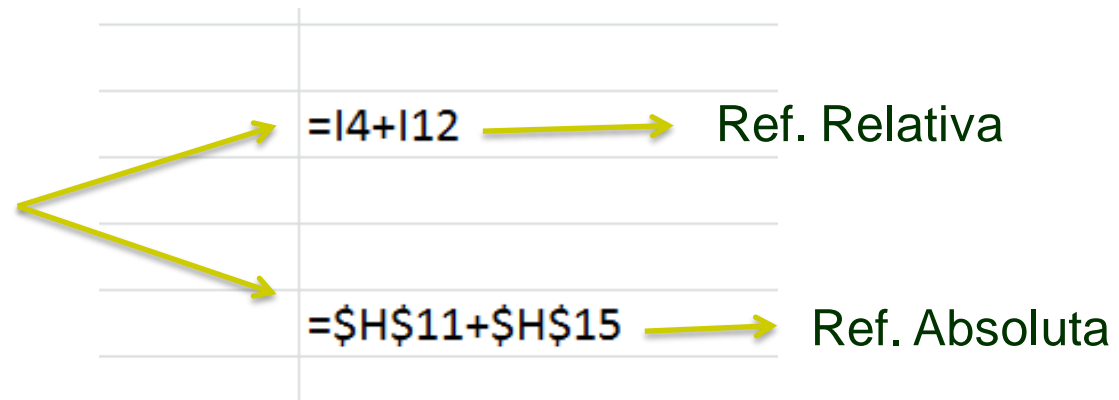 =I4+I12 Ref. Relativa
=$H$11+$H$15 Ref. Absoluta